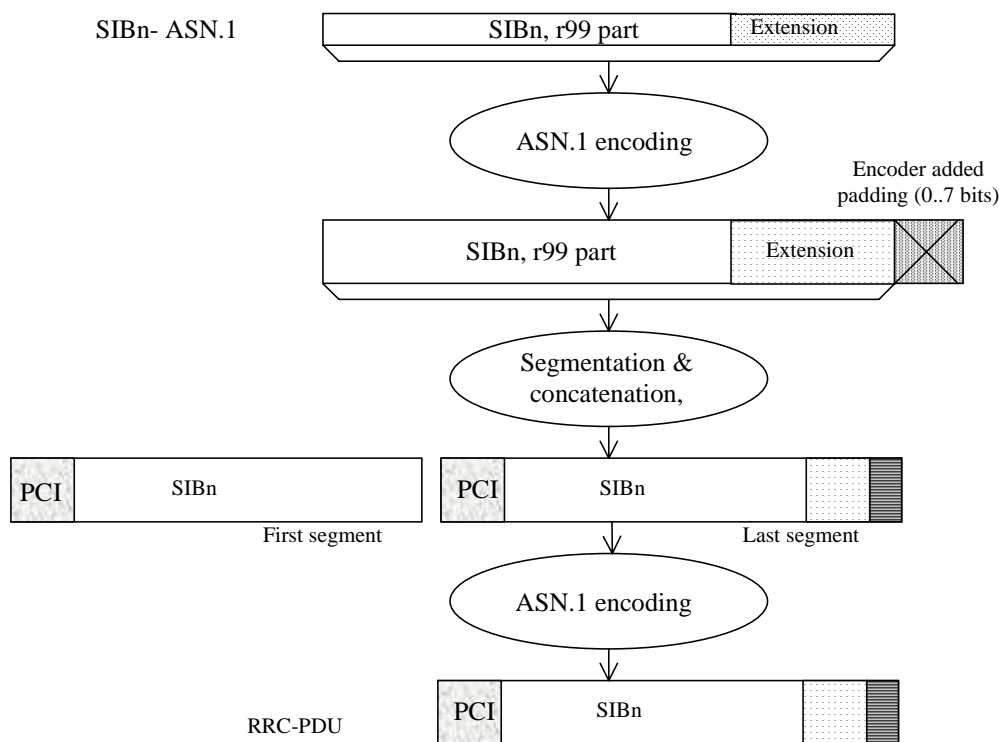 SIBn- ASN.1
SIBn, r99 part
Extension
ASN.1 encoding
Encoder added
padding (0..7 bits)
SIBn, r99 part
Extension
Segmentation &
concatenation,
PCI
SIBn
PCI
SIBn
First segment
Last segment
ASN.1 encoding
RRC-PDU
PCI
SIBn